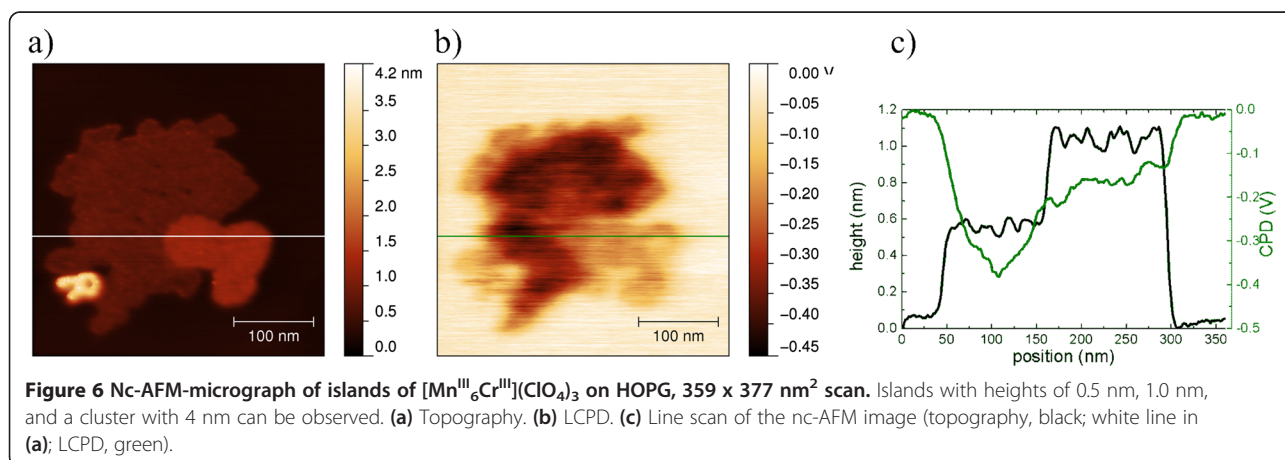 a)
b)
c)
4.2 nm
3.5
3.0
2.5
2.0
1.5
1.0
0.5
0.0
100 nm
0.00 V
−0.05
−0.10
−0.15
−0.20
−0.25
−0.30
−0.35
−0.45
100 nm
height (nm)
1.2
1.0
0.8
0.6
0.4
0.2
0.0
0 50 100 150 200 250 300 350
position (nm)
0.0
-0.1
-0.2
-0.3
-0.4
-0.5
CPD (V)
Figure 6 Nc-AFM-micrograph of islands of [Mn^III_6Cr^III](ClO4)3 on HOPG, 359 x 377 nm² scan. Islands with heights of 0.5 nm, 1.0 nm,
and a cluster with 4 nm can be observed. (a) Topography. (b) LCPD. (c) Line scan of the nc-AFM image (topography, black; white line in
(a); LCPD, green).